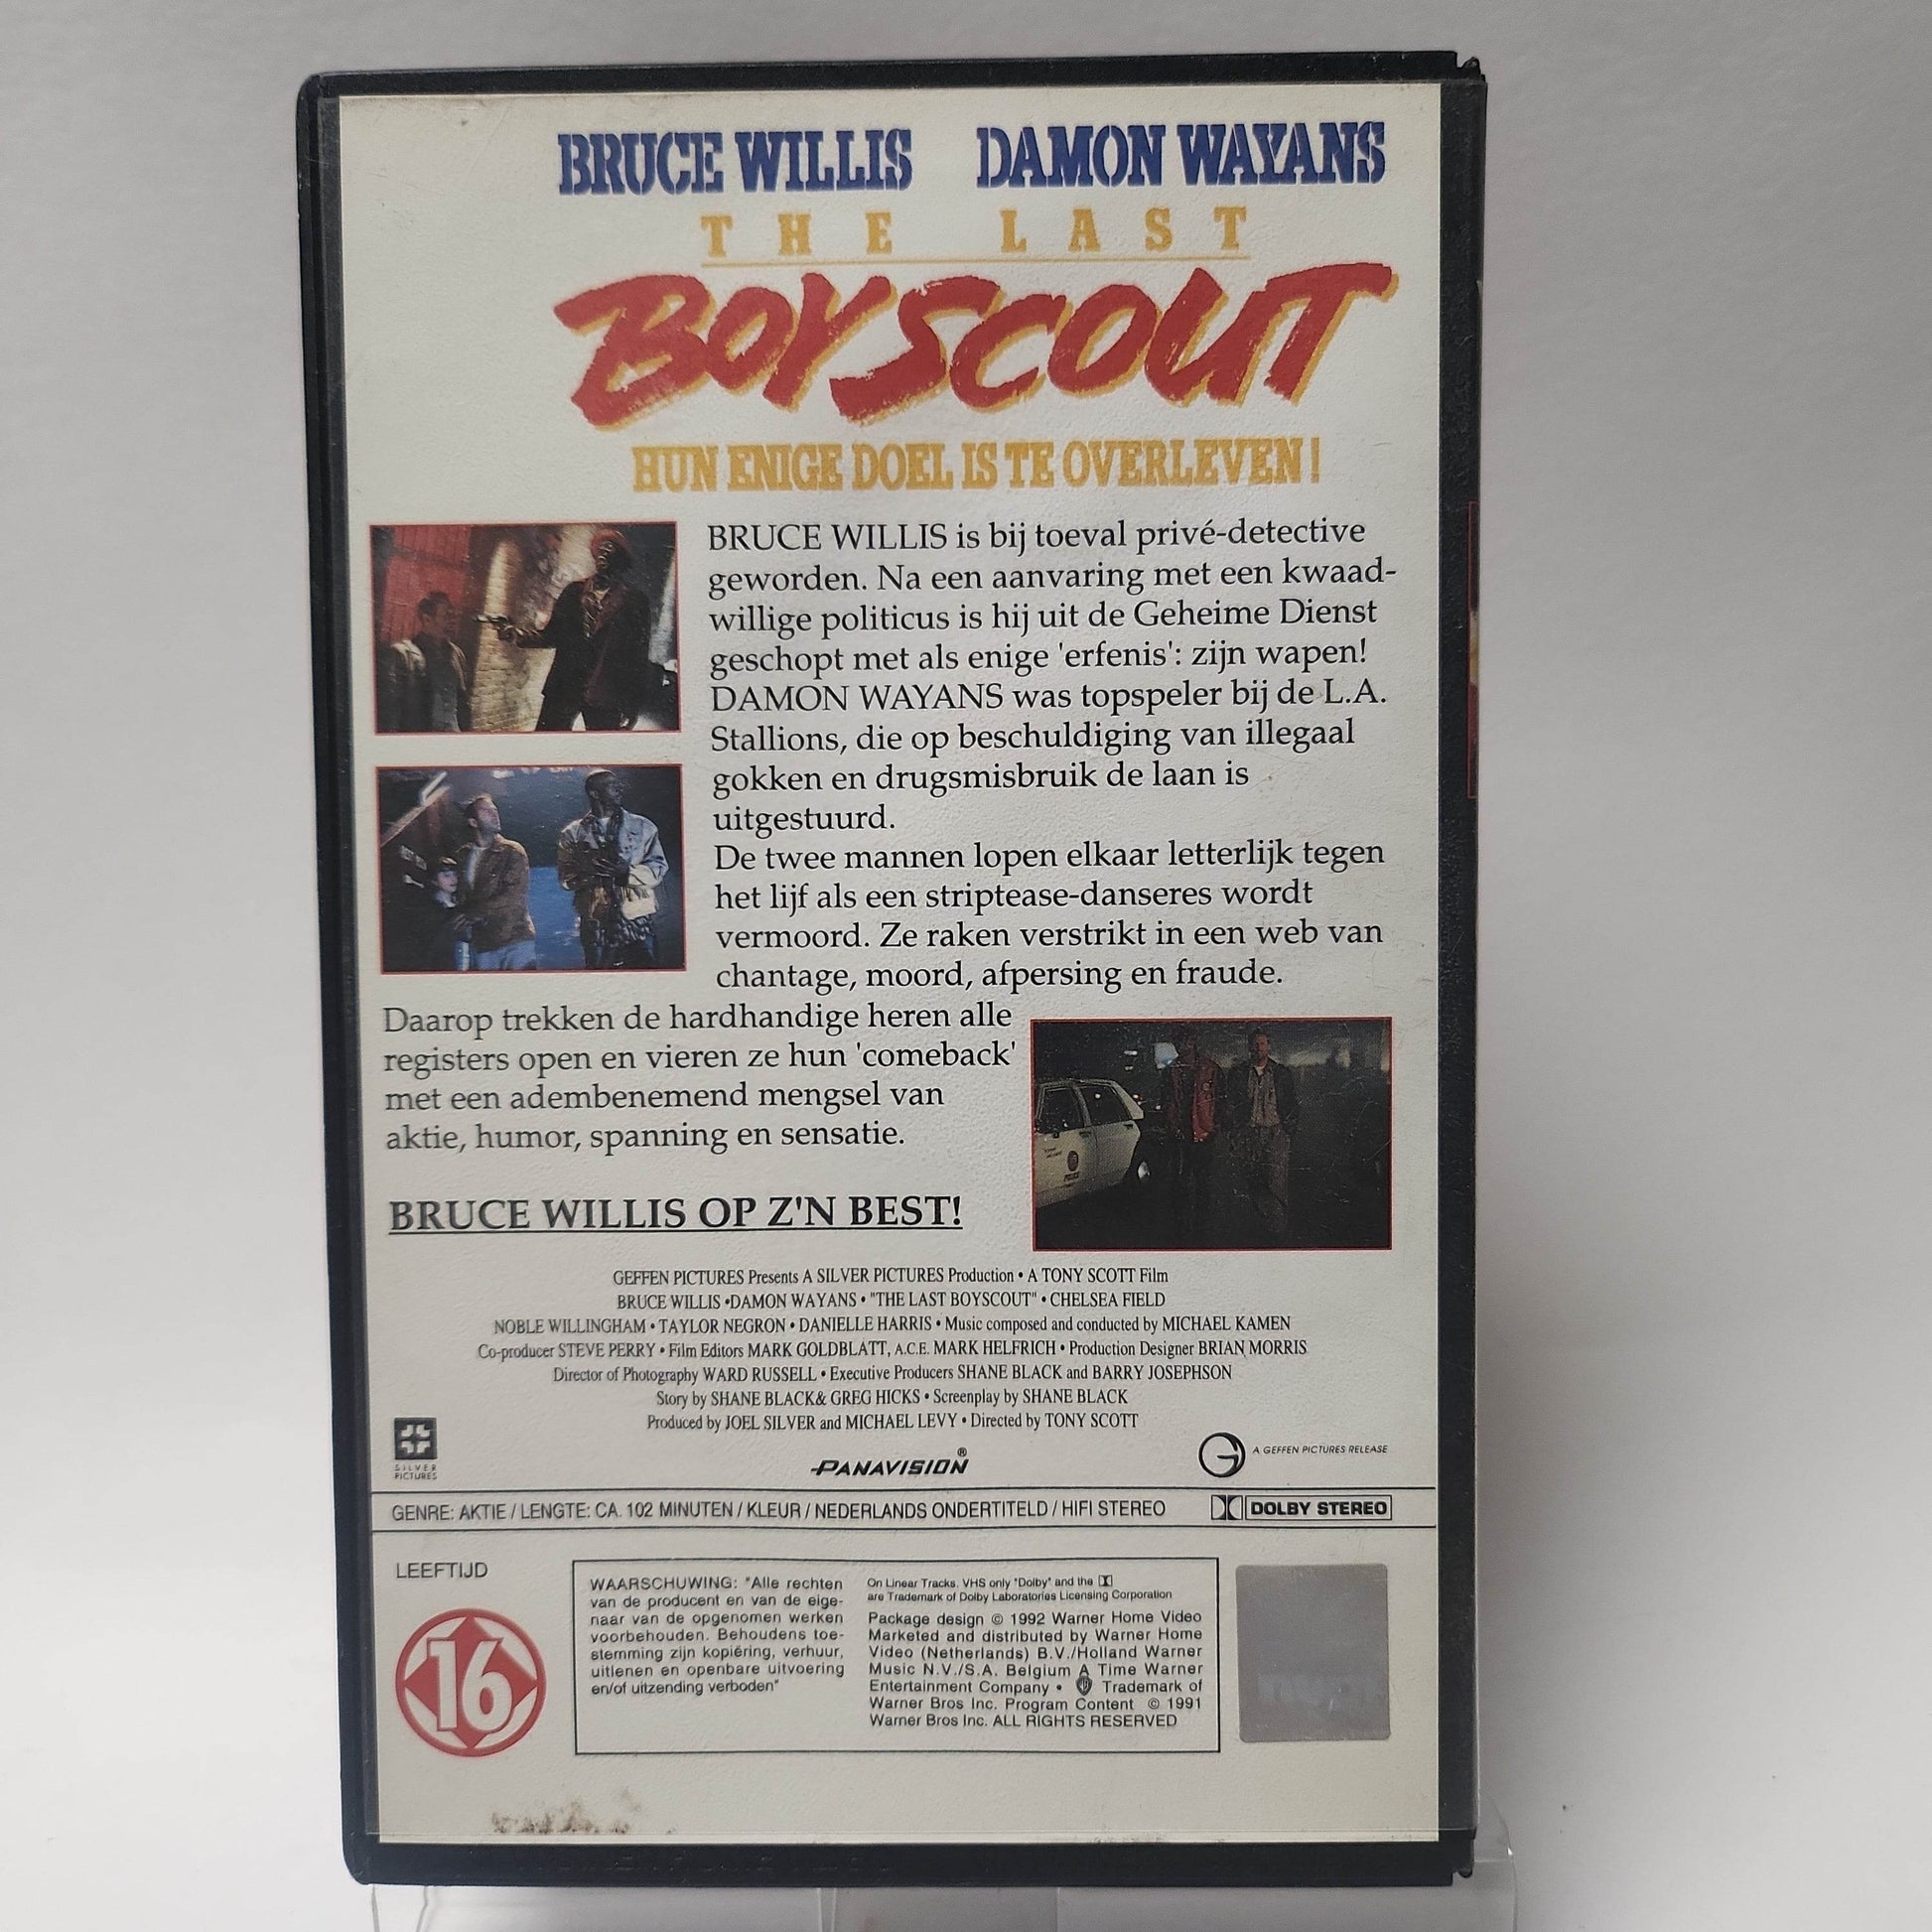 BRUCE WILLIS DAMON WAYANS
THE LAST
BOYSCOUT
HUN ENIGE DOEL IS TE OVERLEVEN!
BRUCE WILLIS is bij toeval privé-detective
geworden. Na een aanvaring met een kwaad-
willige politicus is hij uit de Geheime Dienst
geschopt met als enige 'erfenis': zijn wapen!
DAMON WAYANS was topspeler bij de L.A.
Stallions, die op beschuldiging van illegaal
gokken en drugsmisbruik de laan is
uitgestuurd.
De twee mannen lopen elkaar letterlijk tegen
het lijf als een striptease-danseres wordt
vermoord. Ze raken verstrikt in een web van
chantage, moord, afpersing en fraude.
Daarop trekken de hardhandige heren alle
registers open en vieren ze hun 'comeback'
met een adembenemend mengsel van
aktie, humor, spanning en sensatie.
BRUCE WILLIS OP Z'N BEST!
GEFFEN PICTURES Presents A SILVER PICTURES Production • A TONY SCOTT Film
BRUCE WILLIS •DAMON WAYANS • "THE LAST BOYSCOUT" • CHELSEA FIELD
NOBLE WILLINGHAM • TAYLOR NEGRON • DANIELLE HARRIS • Music composed and conducted by MICHAEL KAMEN
Co-producer STEVE PERRY • Film Editors MARK GOLDBLATT, A.C.E. MARK HELFRICH • Production Designer BRIAN MORRIS
Director of Photography WARD RUSSELL • Executive Producers SHANE BLACK and BARRY JOSEPHSON
Story by SHANE BLACK& GREG HICKS • Screenplay by SHANE BLACK
Produced by JOEL SILVER and MICHAEL LEVY • Directed by TONY SCOTT
SILVER
PICTURES
PANAVISION®
A GEFFEN PICTURES RELEASE
GENRE: AKTIE / LENGTE: CA. 102 MINUTEN / KLEUR / NEDERLANDS ONDERTITELD / HIFI STEREO
DOLBY STEREO
LEEFTIJD
16
WAARSCHUWING: "Alle rechten
van de producent en van de eige-
naar van de opgenomen werken
voorbehouden. Behoudens toe-
stemming zijn kopiéring, verhuur,
uitlenen en openbare uitvoering
en/of uitzending verboden"
On Linear Tracks. VHS only "Dolby" and the
are Trademark of Dolby Laboratories Licensing Corporation
Package design © 1992 Warner Home Video
Marketed and distributed by Warner Home
Video (Netherlands) B.V./Holland Warner
Music N.V./S.A. Belgium A Time Warner
Entertainment Company • Trademark of
Warner Bros Inc. Program Content © 1991
Warner Bros Inc. ALL RIGHTS RESERVED